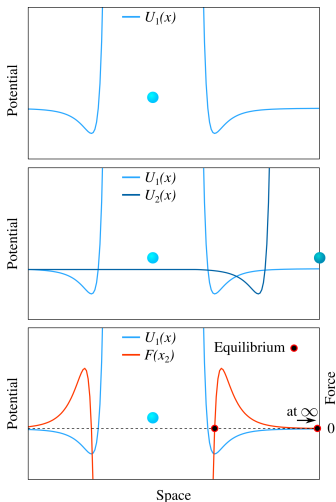 U₁(x)
Potential
U₁(x)
U₂(x)
Potential
U₁(x)
F(x₂)
Equilibrium
Potential
Force
at ∞
0
Space